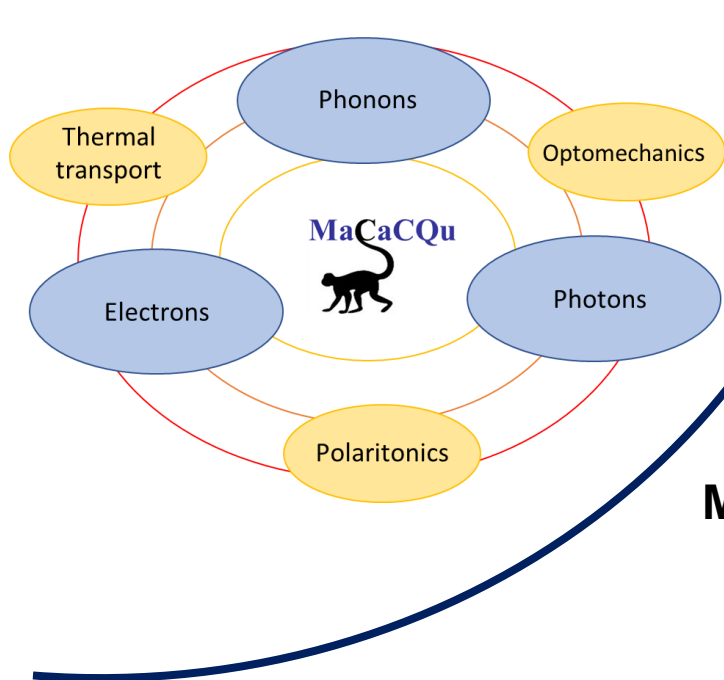 Phonons
Thermal
transport
Optomechanics
MaCaCQu
Electrons
Photons
Polaritonics
M